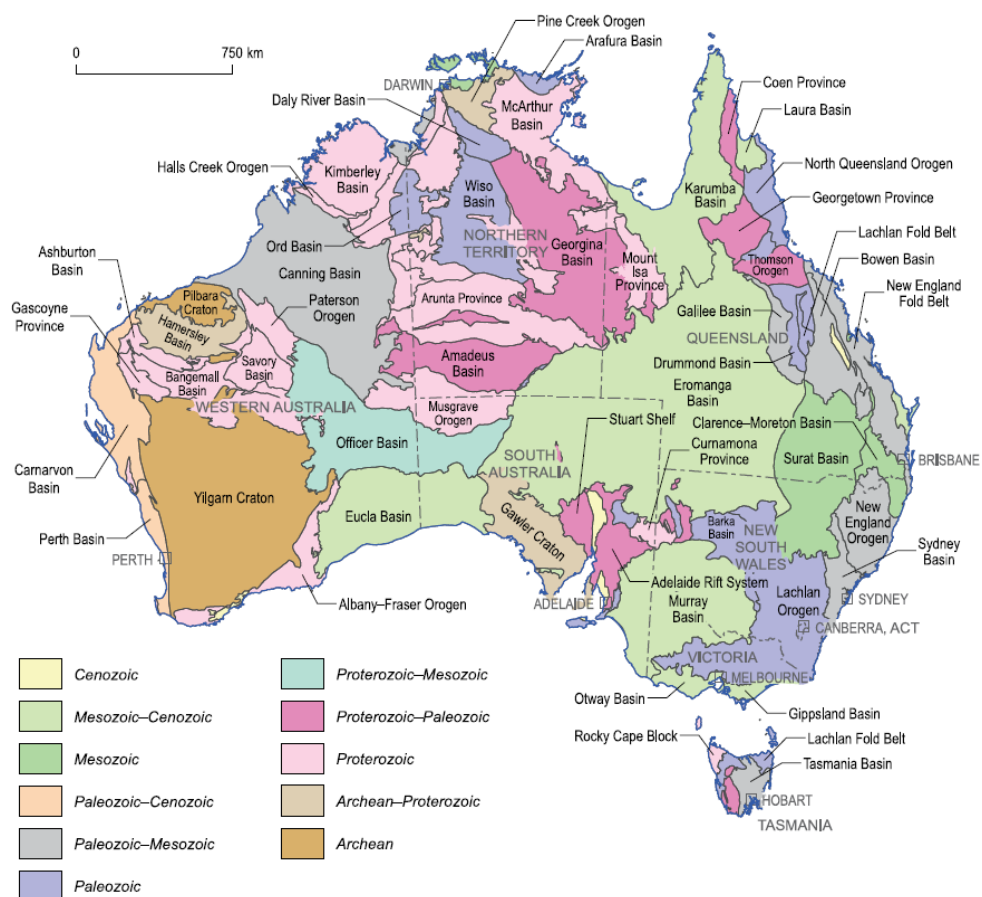 Pine Creek Orogen
Arafura Basin
0
750 km
DARWIN
Coen Province
Daly River Basin
McArthur
Basin
Laura Basin
Halls Creek Orogen
Kimberley
Basin
North Queensland Orogen
Karumba
Basin
Wiso
Basin
Georgetown Province
Ord Basin
NORTHERN
TERRITORY
Georgina
Basin
Lachlan Fold Belt
Ashburton
Basin
Canning Basin
Mount
Isa
Province
Thomson
Orogen
Bowen Basin
Pilbara
Craton
Paterson
Orogen
Arunta Province
New England
Fold Belt
Gascoyne
Province
Hamersley
Basin
Galilee Basin
QUEENSLAND
Savory
Basin
Amadeus
Basin
Drummond Basin
Bangemall
Basin
Eromanga
Basin
WESTERN AUSTRALIA
Musgrave
Orogen
Stuart Shelf
Clarence–Moreton Basin
Officer Basin
Curnamona
Province
SOUTH
AUSTRALIA
Surat Basin
BRISBANE
Carnarvon
Basin
Yilgarn Craton
Eucla Basin
Gawler Craton
New
England
Orogen
Barka
Basin
NEW
SOUTH
WALES
Perth Basin
Sydney
Basin
PERTH
Adelaide Rift System
Albany–Fraser Orogen
ADELAIDE
Murray
Basin
Lachlan
Orogen
SYDNEY
CANBERRA, ACT
VICTORIA
MELBOURNE
Otway Basin
Gippsland Basin
Rocky Cape Block
Lachlan Fold Belt
Tasmania Basin
HOBART
TASMANIA
Cenozoic
Mesozoic–Cenozoic
Mesozoic
Paleozoic–Cenozoic
Paleozoic–Mesozoic
Paleozoic
Proterozoic–Mesozoic
Proterozoic–Paleozoic
Proterozoic
Archean–Proterozoic
Archean